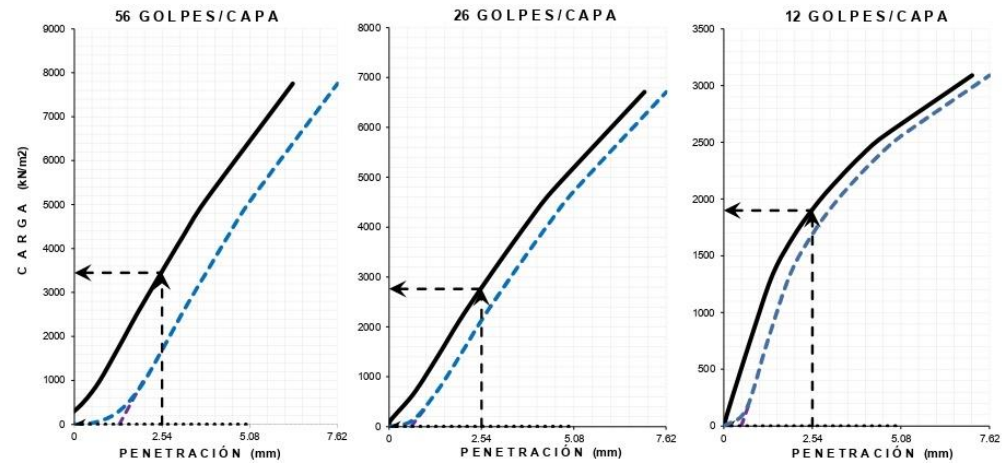 56 GOLPES/CAPA
CARGA (kN/m2)
9000
8000
7000
6000
5000
4000
3000
2000
1000
0
0 2.54 5.08 7.62
PENETRACIÓN (mm)
26 GOLPES/CAPA
8000
7000
6000
5000
4000
3000
2000
1000
0
0 2.54 5.08 7.62
PENETRACIÓN (mm)
12 GOLPES/CAPA
3500
3000
2500
2000
1500
1000
500
0
0 2.54 5.08 7.62
PENETRACIÓN (mm)